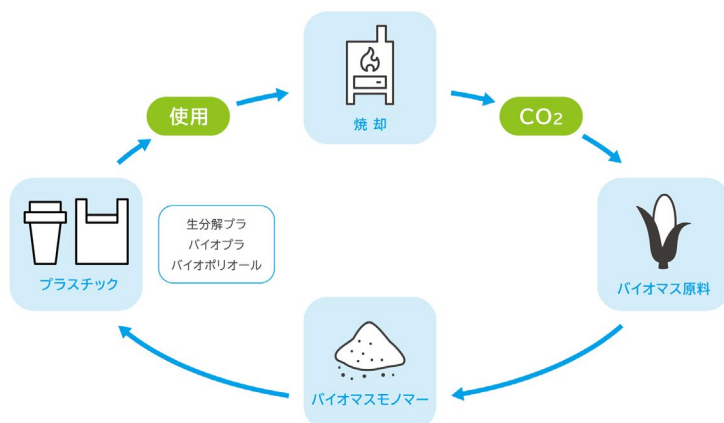 焼却
使用
CO2
プラスチック
生分解プラ
バイオプラ
バイオポリオール
バイオマス原料
バイオマスモノマー